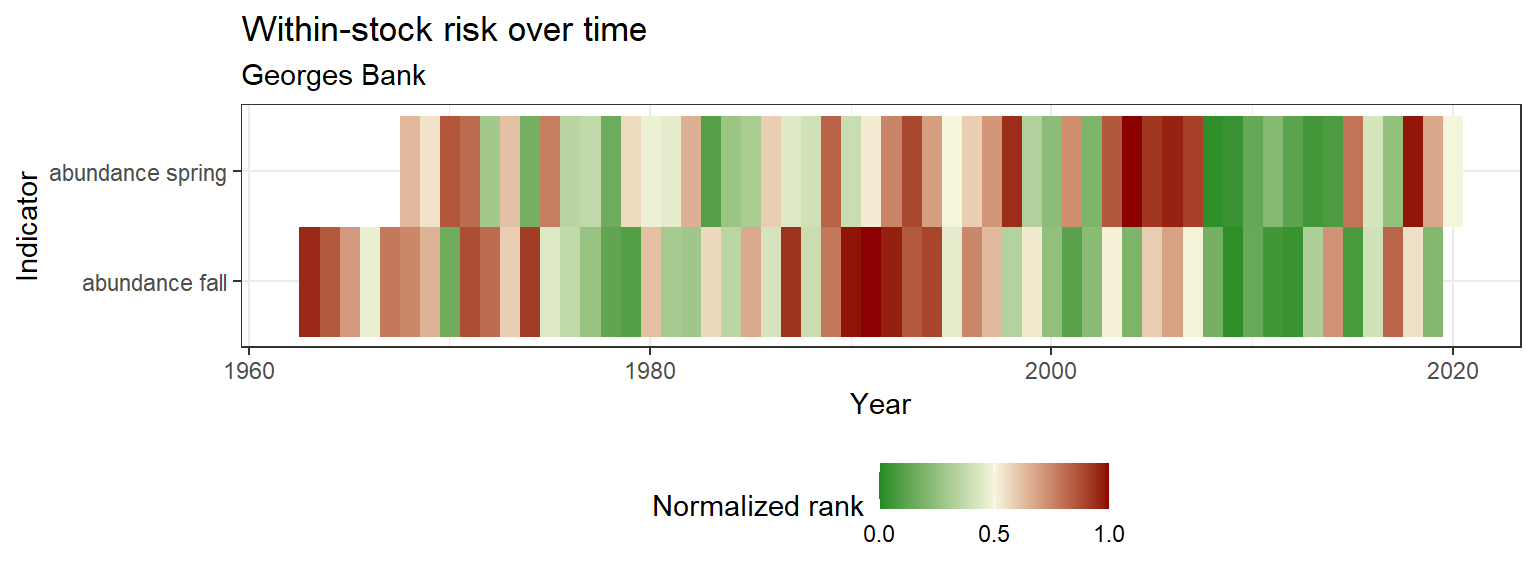 Within-stock risk over time
Georges Bank
Indicator
abundance spring
abundance fall
1960 1980 2000 2020
Year
Normalized rank
0.0 0.5 1.0